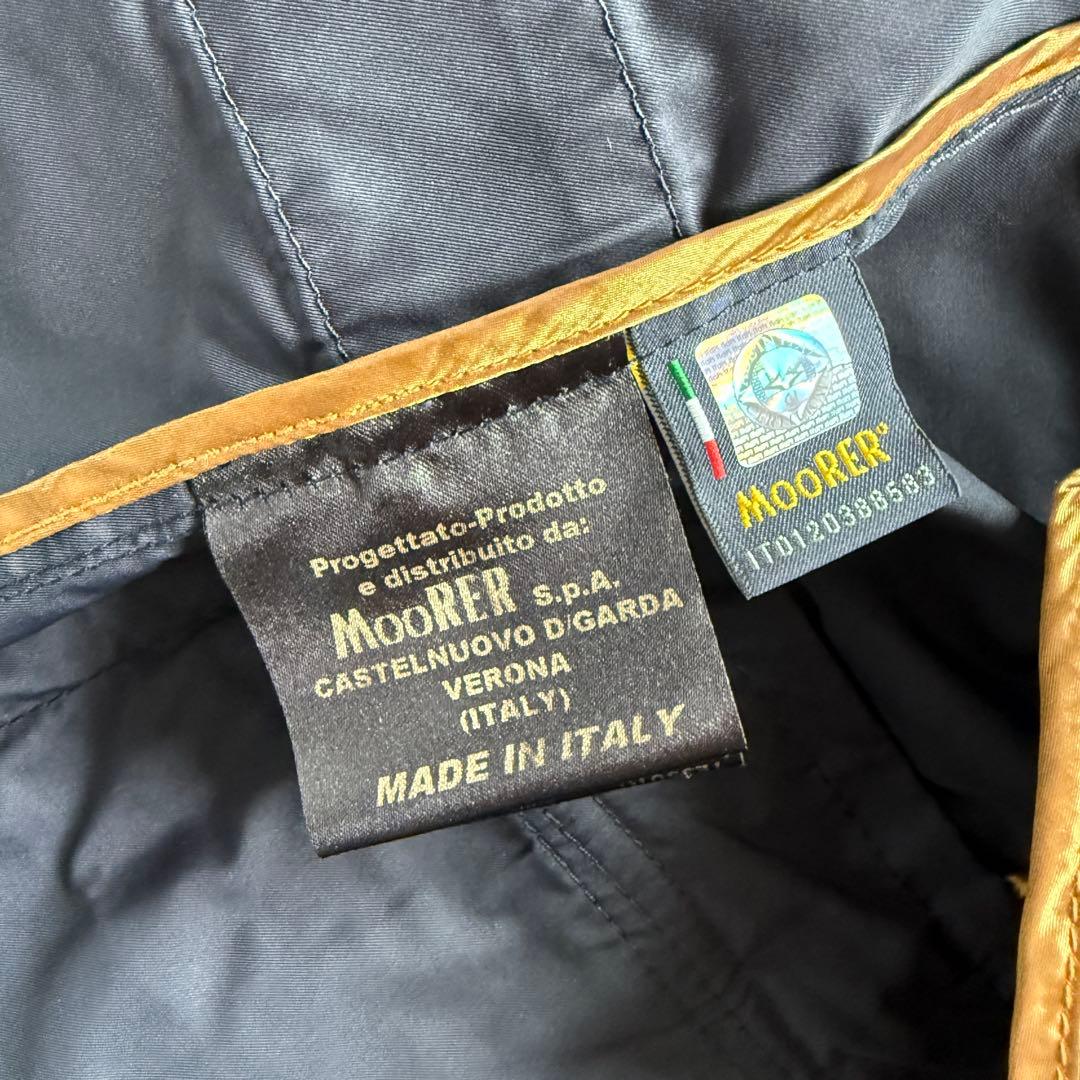 Progettato-Prodotto
e distribuito da:
MOORER S.p.A.
CASTELNUOVO D/GARDA
VERONA
(ITALY)
MADE IN ITALY
MOORER®
IT0120388583